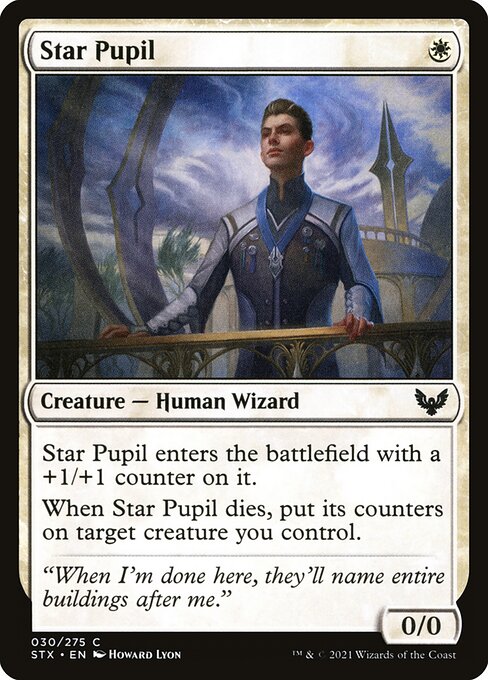 Star Pupil
Creature — Human Wizard
Star Pupil enters the battlefield with a
+1/+1 counter on it.
When Star Pupil dies, put its counters
on target creature you control.
“When I'm done here, they'll name entire
buildings after me.”
0/0
030/275 C
STX • EN Howard Lyon
™ & © 2021 Wizards of the Coast